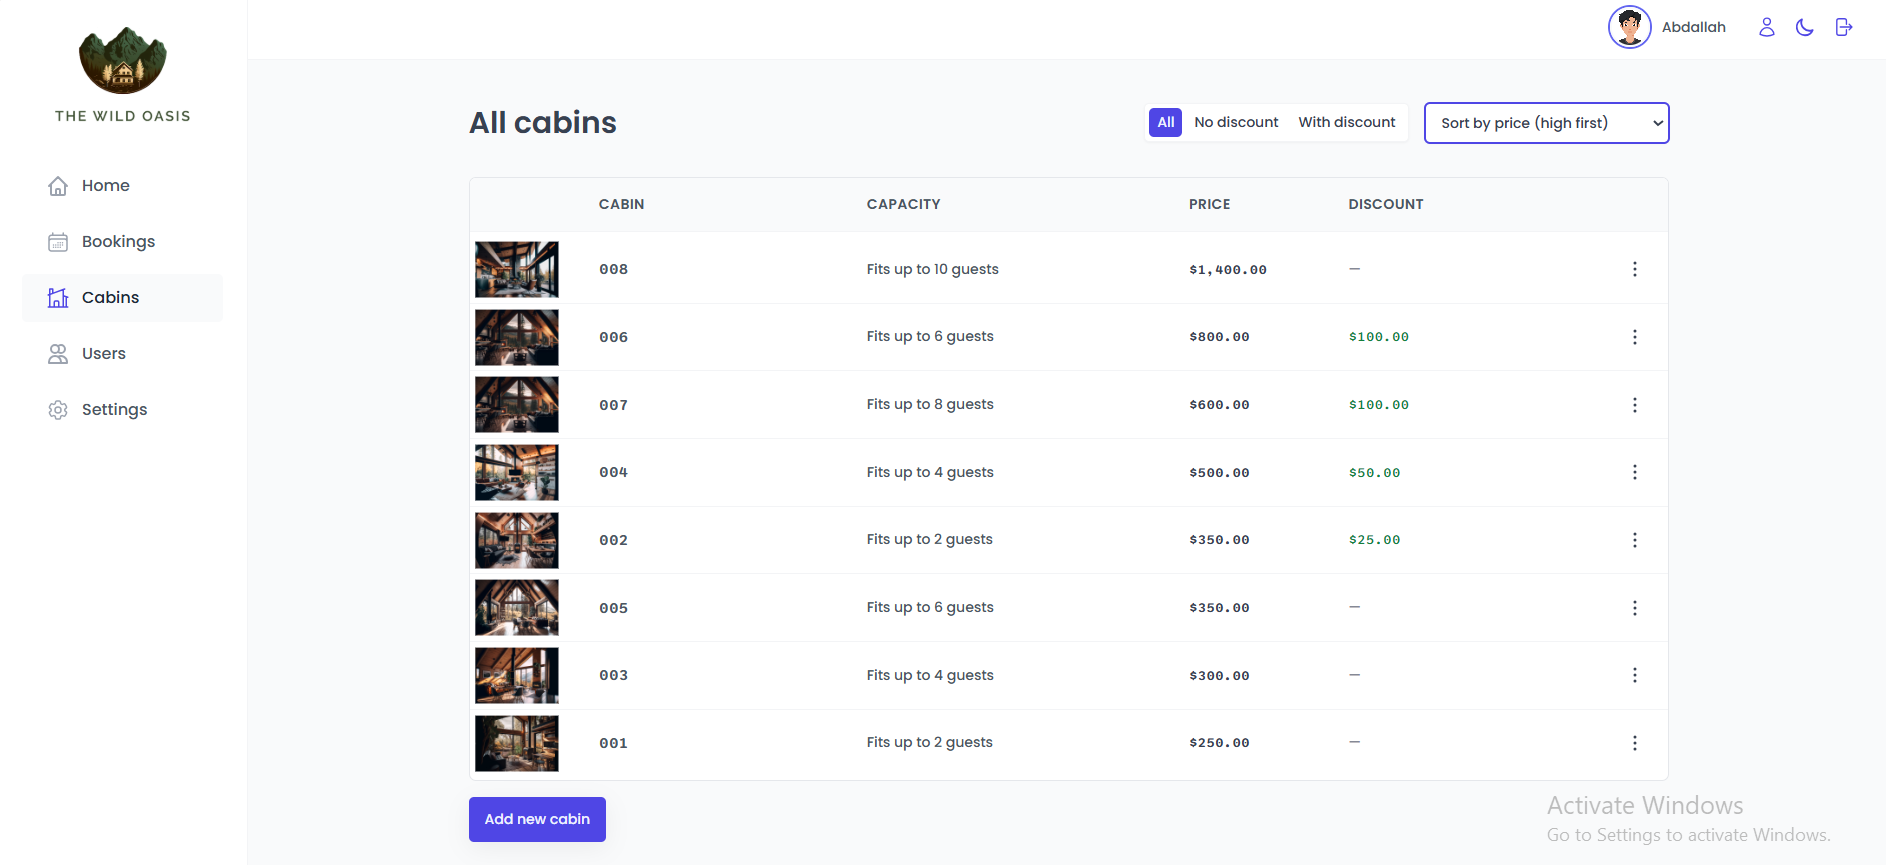 THE WILD OASIS
Home
Bookings
Cabins
Users
Settings
Abdallah
All cabins
All No discount With discount
Sort by price (high first)
CABIN CAPACITY PRICE DISCOUNT
008 Fits up to 10 guests $1,400.00 —
006 Fits up to 6 guests $800.00 $100.00
007 Fits up to 8 guests $600.00 $100.00
004 Fits up to 4 guests $500.00 $50.00
002 Fits up to 2 guests $350.00 $25.00
005 Fits up to 6 guests $350.00 —
003 Fits up to 4 guests $300.00 —
001 Fits up to 2 guests $250.00 —
Add new cabin
Activate Windows
Go to Settings to activate Windows.